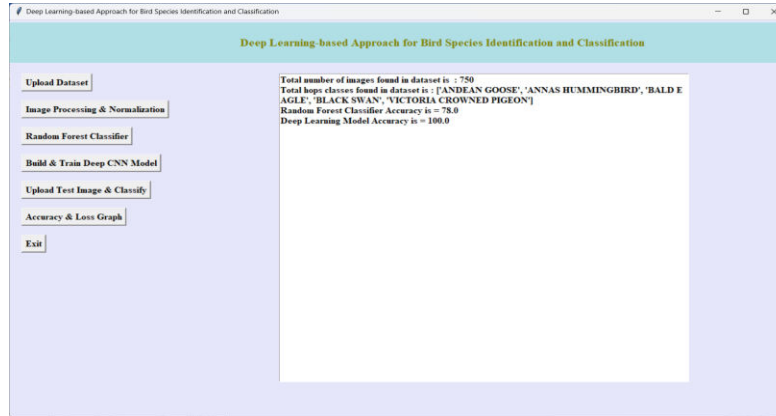 Deep Learning-based Approach for Bird Species Identification and Classification
Deep Learning-based Approach for Bird Species Identification and Classification
Upload Dataset
Image Processing & Normalization
Random Forest Classifier
Build & Train Deep CNN Model
Upload Test Image & Classify
Accuracy & Loss Graph
Exit
Total number of images found in dataset is : 750
Total hops classes found in dataset is : ['ANDEAN GOOSE', 'ANNAS HUMMINGBIRD', 'BALD E
AGLE', 'BLACK SWAN', 'VICTORIA CROWNED PIGEON']
Random Forest Classifier Accuracy is = 78.0
Deep Learning Model Accuracy is = 100.0